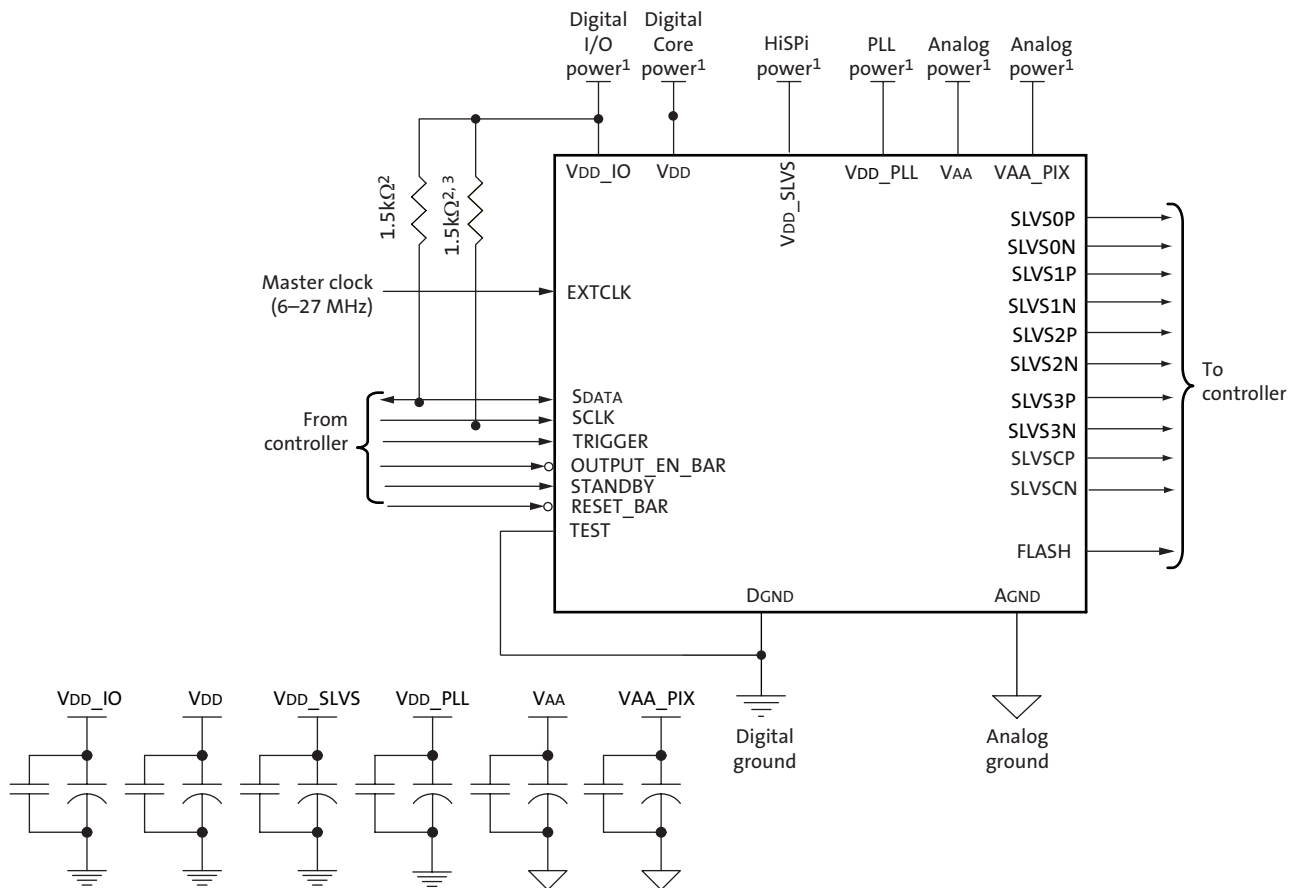 Digital
I/O
power1
Digital
Core
power1
HiSPi
power1
PLL
power1
Analog
power1
Analog
power1
VDD_IO
VDD
VDD_SLVS
VDD_PLL
VAA
VAA_PIX
1.5kΩ2
1.5kΩ2, 3
Master clock
(6–27 MHz)
EXTCLK
From
controller
SDATA
SCLK
TRIGGER
OUTPUT_EN_BAR
STANDBY
RESET_BAR
TEST
SLVS0P
SLVS0N
SLVS1P
SLVS1N
SLVS2P
SLVS2N
SLVS3P
SLVS3N
SLVSCP
SLVSCN
FLASH
To
controller
DGND
AGND
Digital
ground
Analog
ground
VDD_IO
VDD
VDD_SLVS
VDD_PLL
VAA
VAA_PIX